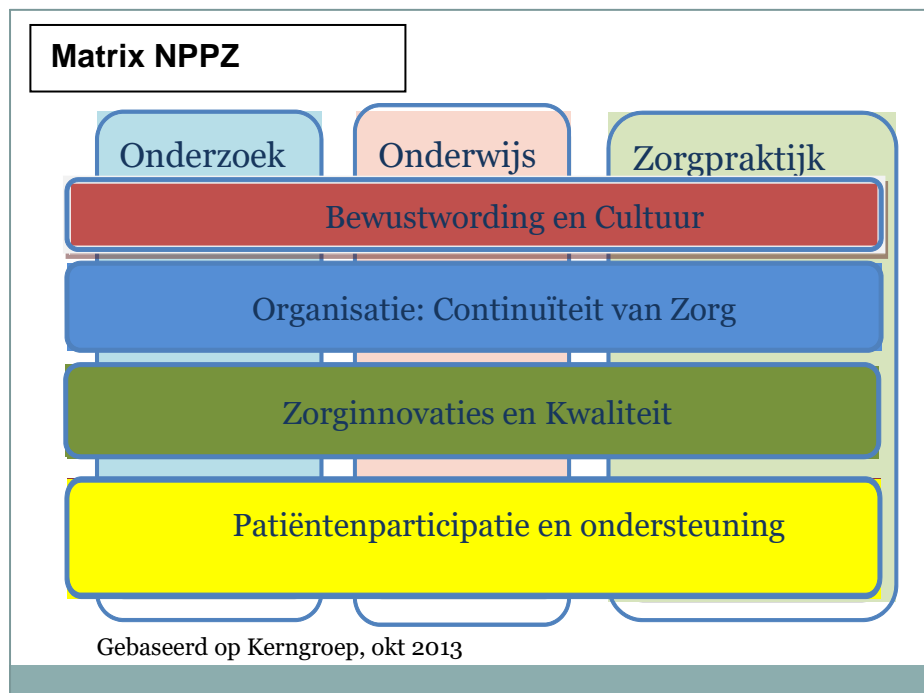 Matrix NPPZ
Onderzoek
Onderwijs
Zorgpraktijk
Bewustwording en Cultuur
Organisatie: Continuïteit van Zorg
Zorginnovaties en Kwaliteit
Patiëntenparticipatie en ondersteuning
Gebaseerd op Kerngroep, okt 2013